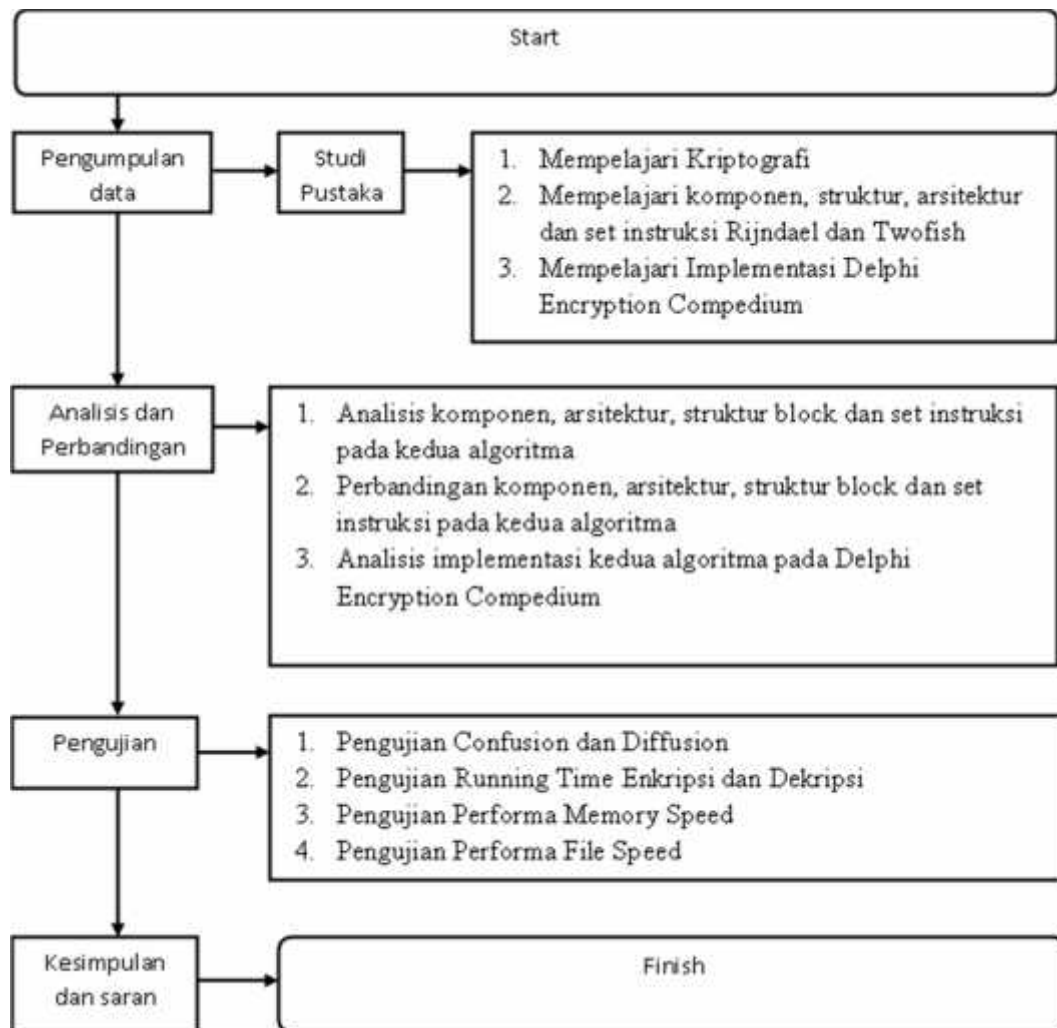 Start
Pengumpulan
data
Studi
Pustaka
1. Mempelajari Kriptografi
2. Mempelajari komponen, struktur, arsitektur
dan set instruksi Rijndael dan Twofish
3. Mempelajari Implementasi Delphi
Encryption Compedium
Analisis dan
Perbandingan
1. Analisis komponen, arsitektur, struktur block dan set instruksi
pada kedua algoritma
2. Perbandingan komponen, arsitektur, struktur block dan set
instruksi pada kedua algoritma
3. Analisis implementasi kedua algoritma pada Delphi
Encryption Compedium
Pengujian
1. Pengujian Confusion dan Diffusion
2. Pengujian Running Time Enkripsi dan Dekripsi
3. Pengujian Performa Memory Speed
4. Pengujian Performa File Speed
Kesimpulan
dan saran
Finish